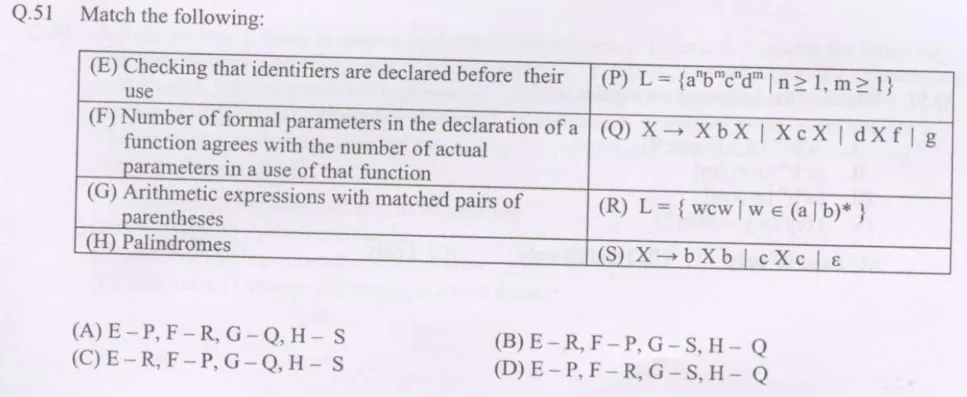 Q.51 Match the following:
(E) Checking that identifiers are declared before their use
(P) L = {aⁿbᵐcⁿdᵐ | n ≥ 1, m ≥ 1}
(F) Number of formal parameters in the declaration of a function agrees with the number of actual parameters in a use of that function
(Q) X → X b X | X c X | d X f | g
(G) Arithmetic expressions with matched pairs of parentheses
(R) L = { wcw | w ∈ (a | b)* }
(H) Palindromes
(S) X → b X b | c X c | ε
(A) E – P, F – R, G – Q, H – S
(B) E – R, F – P, G – S, H – Q
(C) E – R, F – P, G – Q, H – S
(D) E – P, F – R, G – S, H – Q